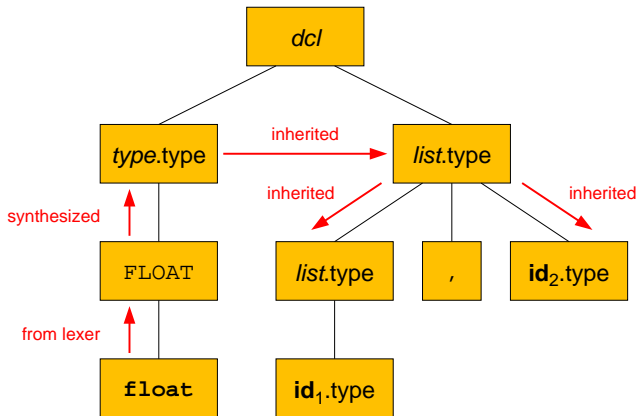 dcl
inherited
type.type
list.type
inherited
inherited
synthesized
FLOAT
list.type
,
id₂.type
from lexer
float
id₁.type